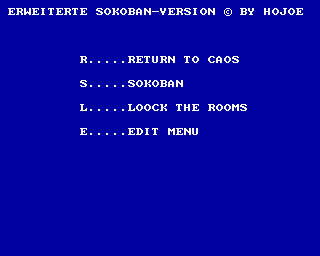 ERWEITERTE SOKOBAN-VERSION © BY HOJOE
R.....RETURN TO CAOS
S.....SOKOBAN
L.....LOOCK THE ROOMS
E.....EDIT MENU